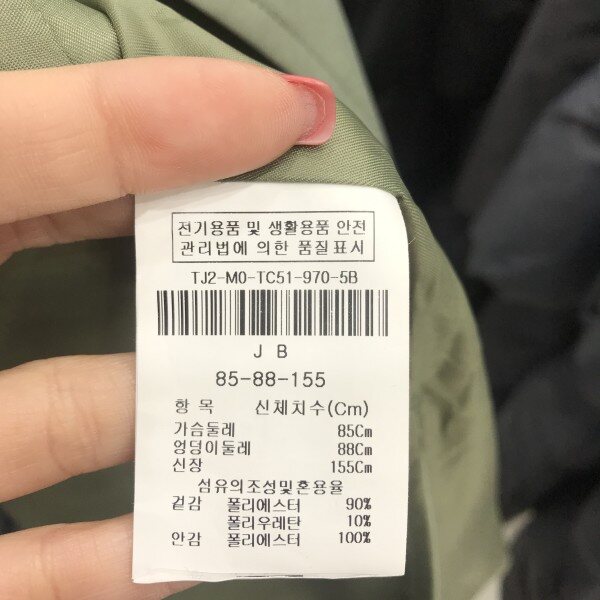 전기용품 및 생활용품 안전
관리법에 의한 품질표시
TJ2-M0-TC51-970-5B
J B
85-88-155
항 목 신체치수(Cm)
가슴둘레 85Cm
엉덩이둘레 88Cm
신장 155Cm
섬유의조성및혼용율
겉감 폴리에스터 90%
폴리우레탄 10%
안감 폴리에스터 100%